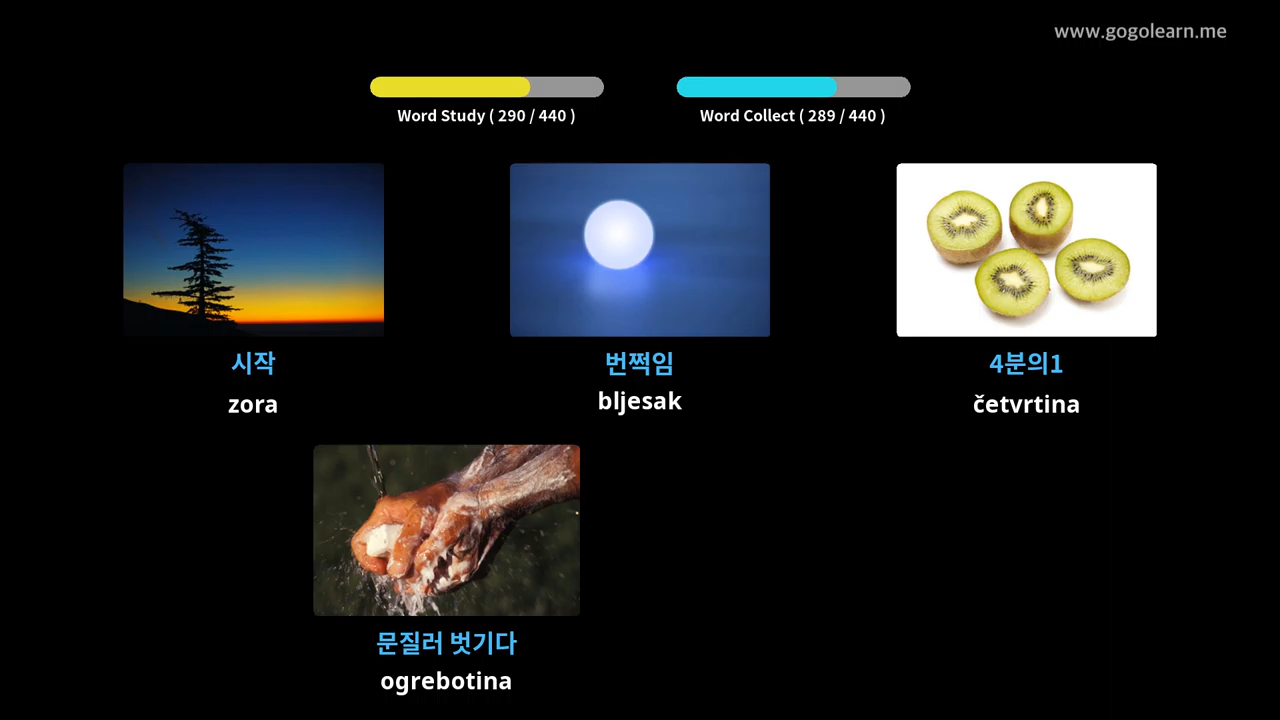 www.gogolearn.me
Word Study ( 290 / 440 )
Word Collect ( 289 / 440 )
시작
zora
번쩍임
bljesak
4분의1
četvrtina
문질러 벗기다
ogrebotina